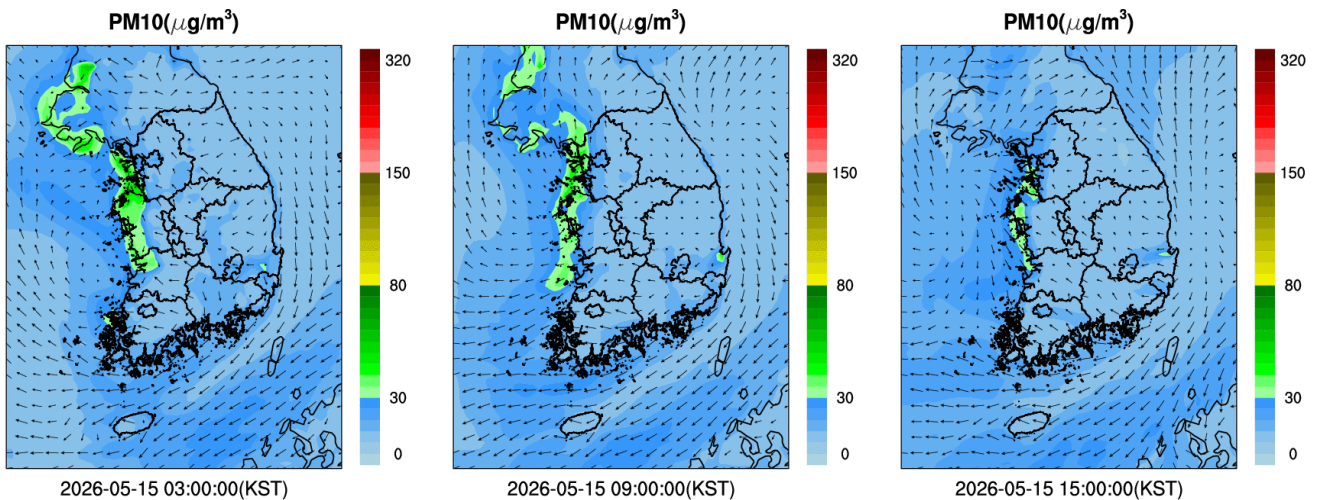 PM10(μg/m³) PM10(μg/m³) PM10(μg/m³)
320 320 320
150 150 150
80 80 80
30 30 30
0 0 0
2026-05-15 03:00:00(KST) 2026-05-15 09:00:00(KST) 2026-05-15 15:00:00(KST)